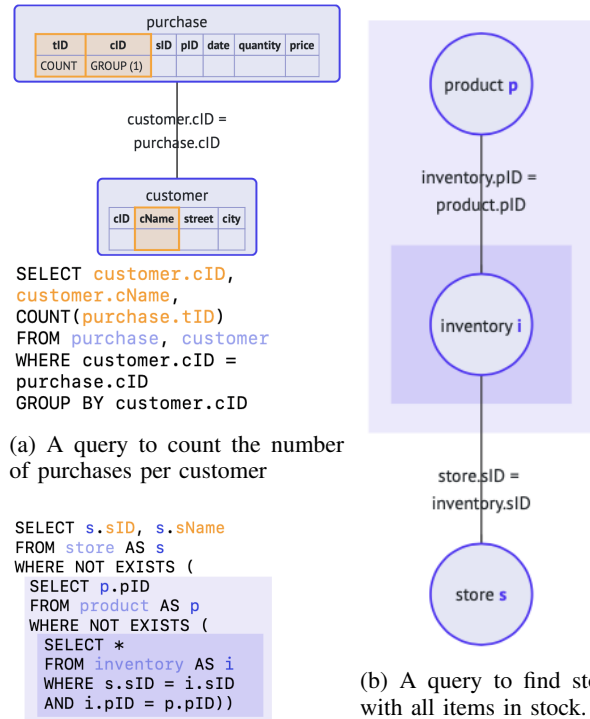 purchase
tID cID sID pID date quantity price
COUNT GROUP (1)
customer.cID =
purchase.cID
customer
cID cName street city
SELECT customer.cID,
customer.cName,
COUNT(purchase.tID)
FROM purchase, customer
WHERE customer.cID =
purchase.cID
GROUP BY customer.cID
(a) A query to count the number
of purchases per customer
SELECT s.sID, s.sName
FROM store AS s
WHERE NOT EXISTS (
SELECT p.pID
FROM product AS p
WHERE NOT EXISTS (
SELECT *
FROM inventory AS i
WHERE s.sID = i.sID
AND i.pID = p.pID))
product p
inventory.pID =
product.pID
inventory i
store.sID =
inventory.sID
store s
(b) A query to find
with all items in stock.